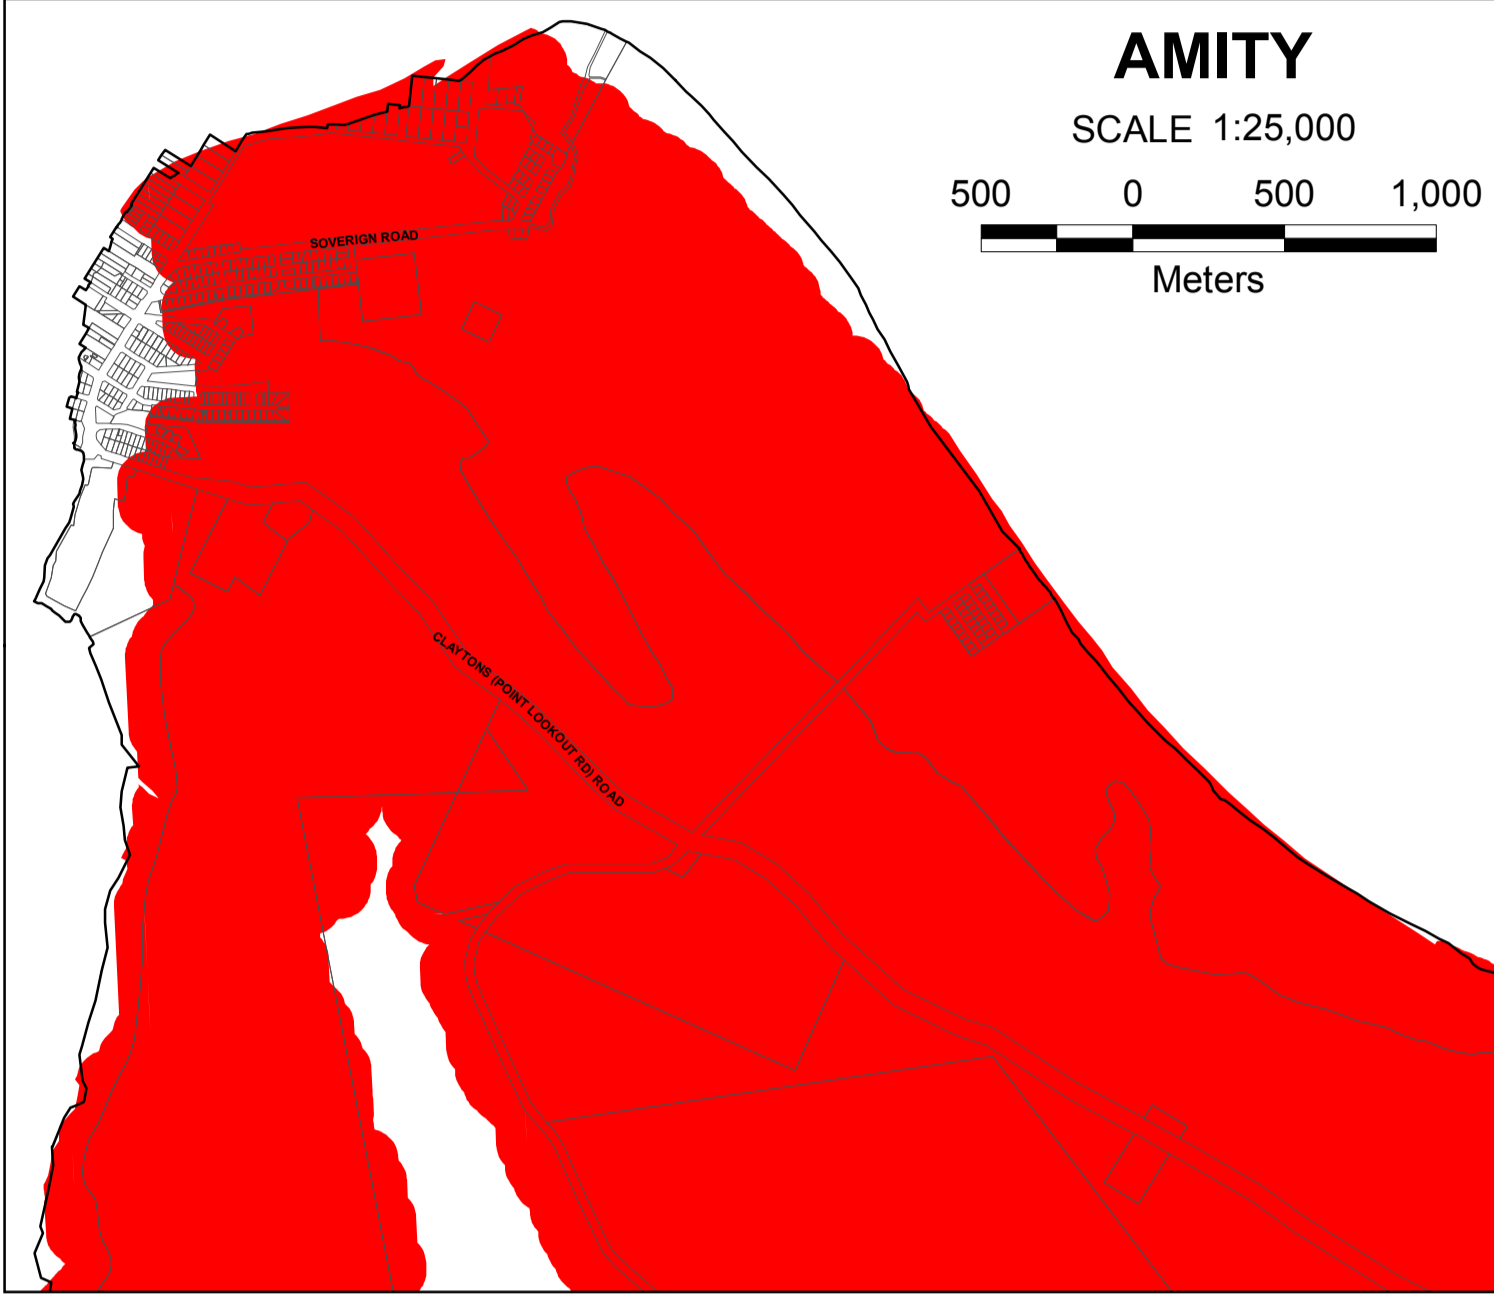 AMITY
SCALE 1:25,000
500 0 500 1,000
Meters
SOVERIGN ROAD
CLAYTONS (POINT LOOKOUT RD) ROAD